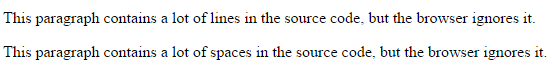 This paragraph contains a lot of lines in the source code, but the browser ignores it.
This paragraph contains a lot of spaces in the source code, but the browser ignores it.